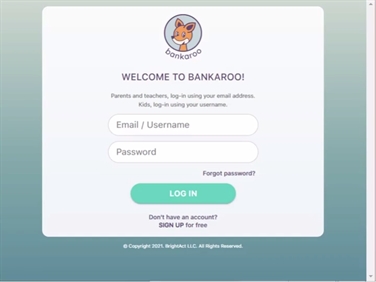 bankaroo
WELCOME TO BANKAROO!
Parents and teachers, log-in using your email address.
Kids, log-in using your username.
Email / Username
Password
Forgot password?
LOG IN
Don't have an account?
SIGN UP for free
© Copyright 2021. BrightAct LLC. All Rights Reserved.